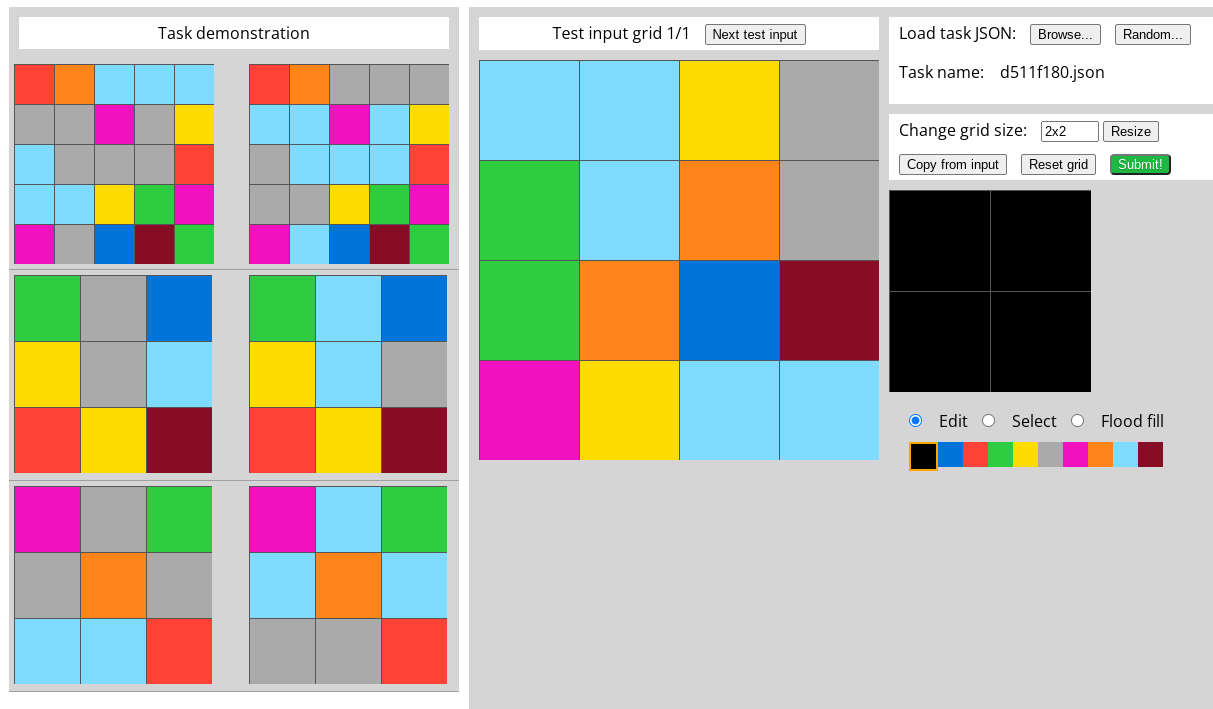 Task demonstration
Test input grid 1/1 Next test input
Load task JSON: Browse... Random...
Task name: d511f180.json
Change grid size: 2x2 Resize
Copy from input Reset grid Submit!
Edit Select Flood fill